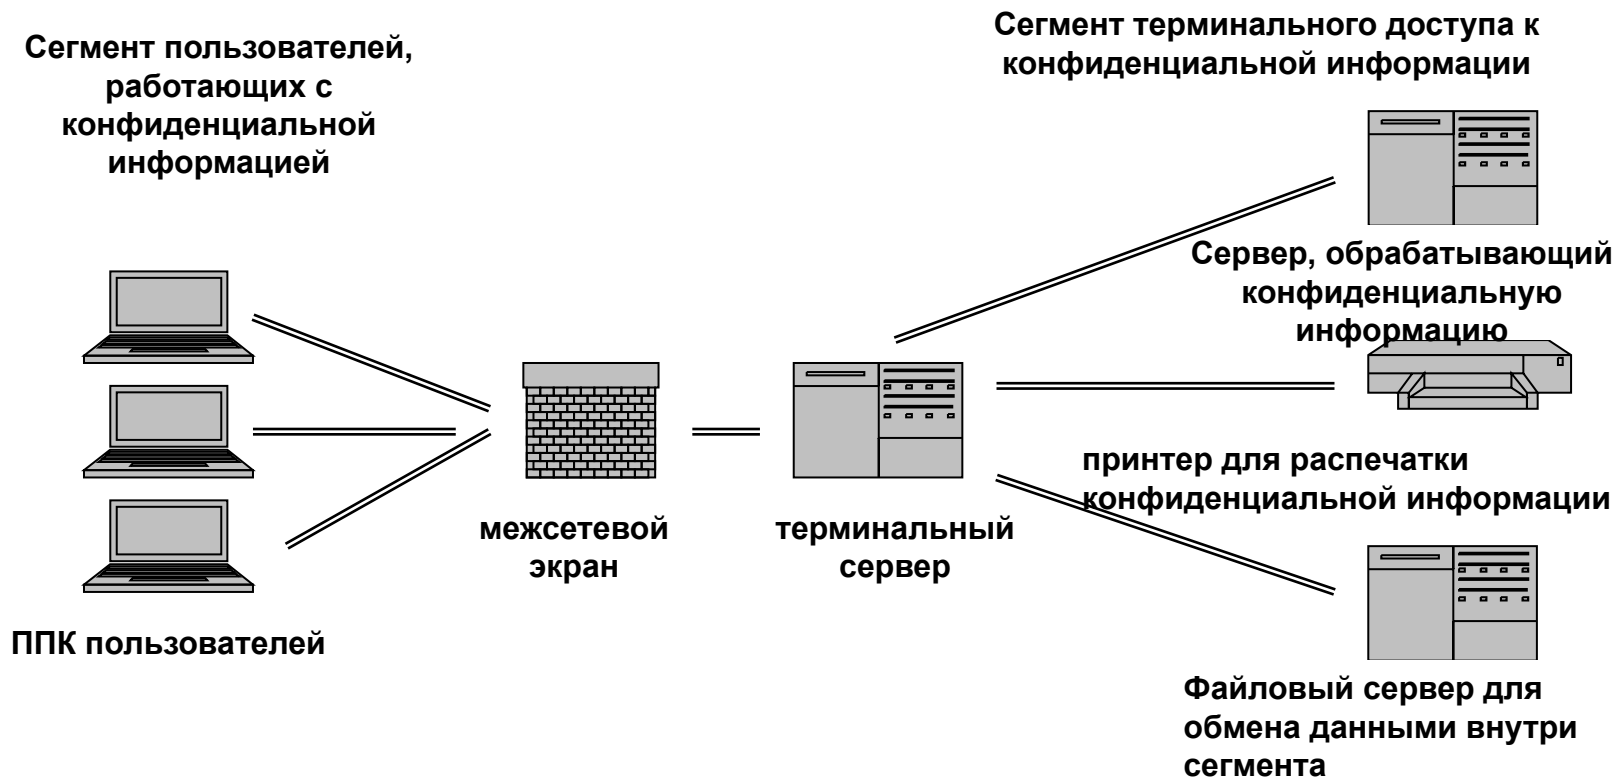 Сегмент пользователей,
работающих с
конфиденциальной
информацией
Сегмент терминального доступа к
конфиденциальной информации
Сервер, обрабатывающий
конфиденциальную
информацию
принтер для распечатки
конфиденциальной информации
межсетевой
экран
терминальный
сервер
ППК пользователей
Файловый сервер для
обмена данными внутри
сегмента